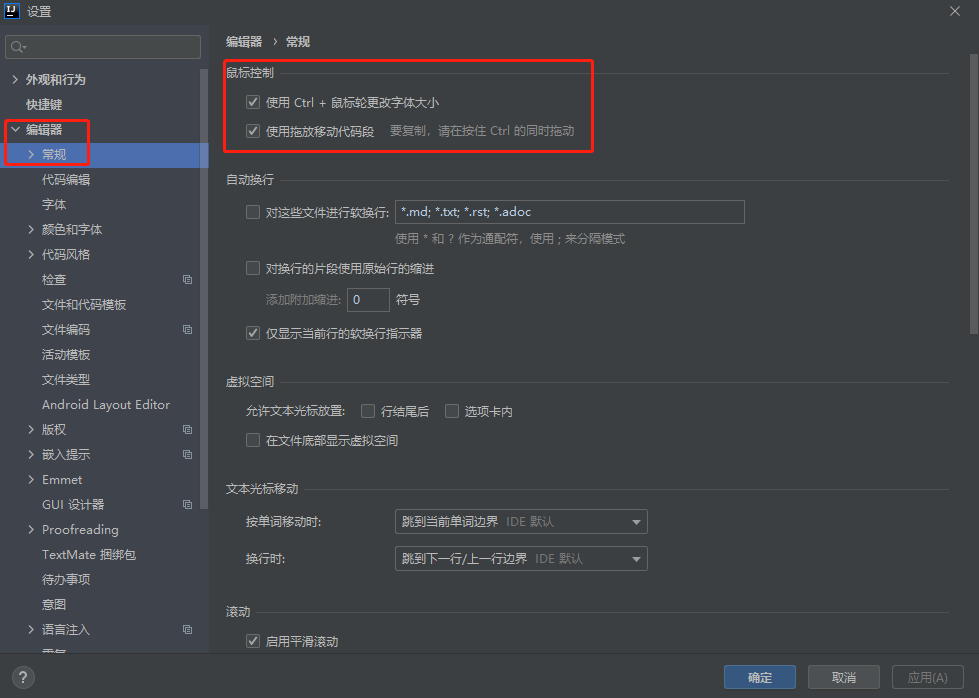 IJ 设置
编辑器 › 常规
外观和行为
快捷键
编辑器
常规
代码编辑
字体
颜色和字体
代码风格
检查
文件和代码模板
文件编码
活动模板
文件类型
Android Layout Editor
版权
嵌入提示
Emmet
GUI 设计器
Proofreading
TextMate 捆绑包
待办事项
意图
语言注入
鼠标控制
使用 Ctrl + 鼠标轮更改字体大小
使用拖放移动代码段 要复制，请在按住 Ctrl 的同时拖动
自动换行
对这些文件进行软换行: *.md; *.txt; *.rst; *.adoc
使用 * 和 ? 作为通配符，使用 ; 来分隔模式
对换行的片段使用原始行的缩进
添加附加缩进: 0 符号
仅显示当前行的软换行指示器
虚拟空间
允许文本光标放置: 行结尾后 选项卡内
在文件底部显示虚拟空间
文本光标移动
按单词移动时: 跳到当前单词边界 IDE 默认
换行时: 跳到下一行/上一行边界 IDE 默认
滚动
启用平滑滚动
? 确定 取消 应用(A)